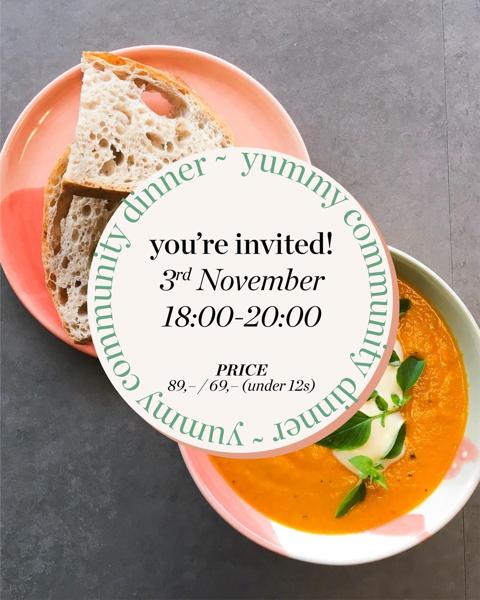 yummy community dinner ~ yummy community dinner ~
you're invited!
3rd November
18:00-20:00
PRICE
89,- / 69,- (under 12s)